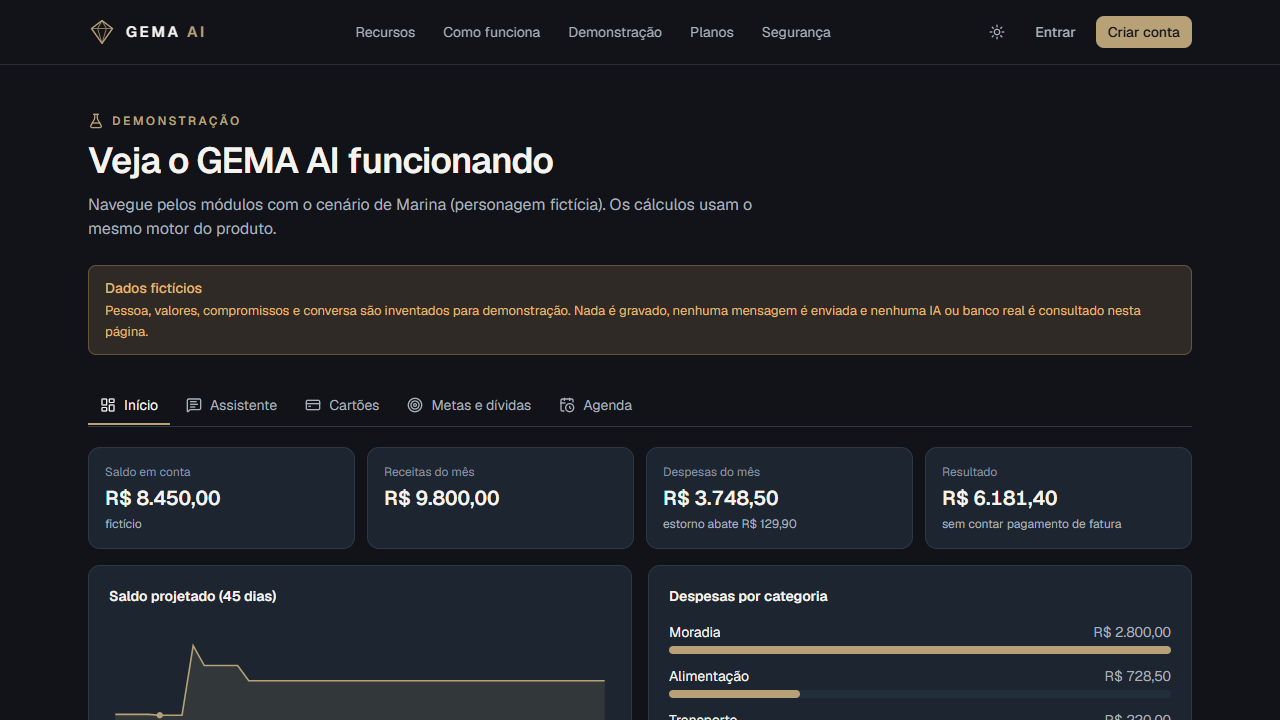 GEMA AI
Recursos
Como funciona
Demonstração
Planos
Segurança
Entrar
Criar conta
DEMONSTRAÇÃO
Veja o GEMA AI funcionando
Navegue pelos módulos com o cenário de Marina (personagem fictícia). Os cálculos usam o
mesmo motor do produto.
Dados fictícios
Pessoa, valores, compromissos e conversa são inventados para demonstração. Nada é gravado, nenhuma mensagem é enviada e nenhuma IA ou banco real é consultado nesta
página.
Início
Assistente
Cartões
Metas e dívidas
Agenda
Saldo em conta
R$ 8.450,00
fictício
Receitas do mês
R$ 9.800,00
Despesas do mês
R$ 3.748,50
estorno abate R$ 129,90
Resultado
R$ 6.181,40
sem contar pagamento de fatura
Saldo projetado (45 dias)
Despesas por categoria
Moradia
R$ 2.800,00
Alimentação
R$ 728,50
Transporte
R$ 220,00